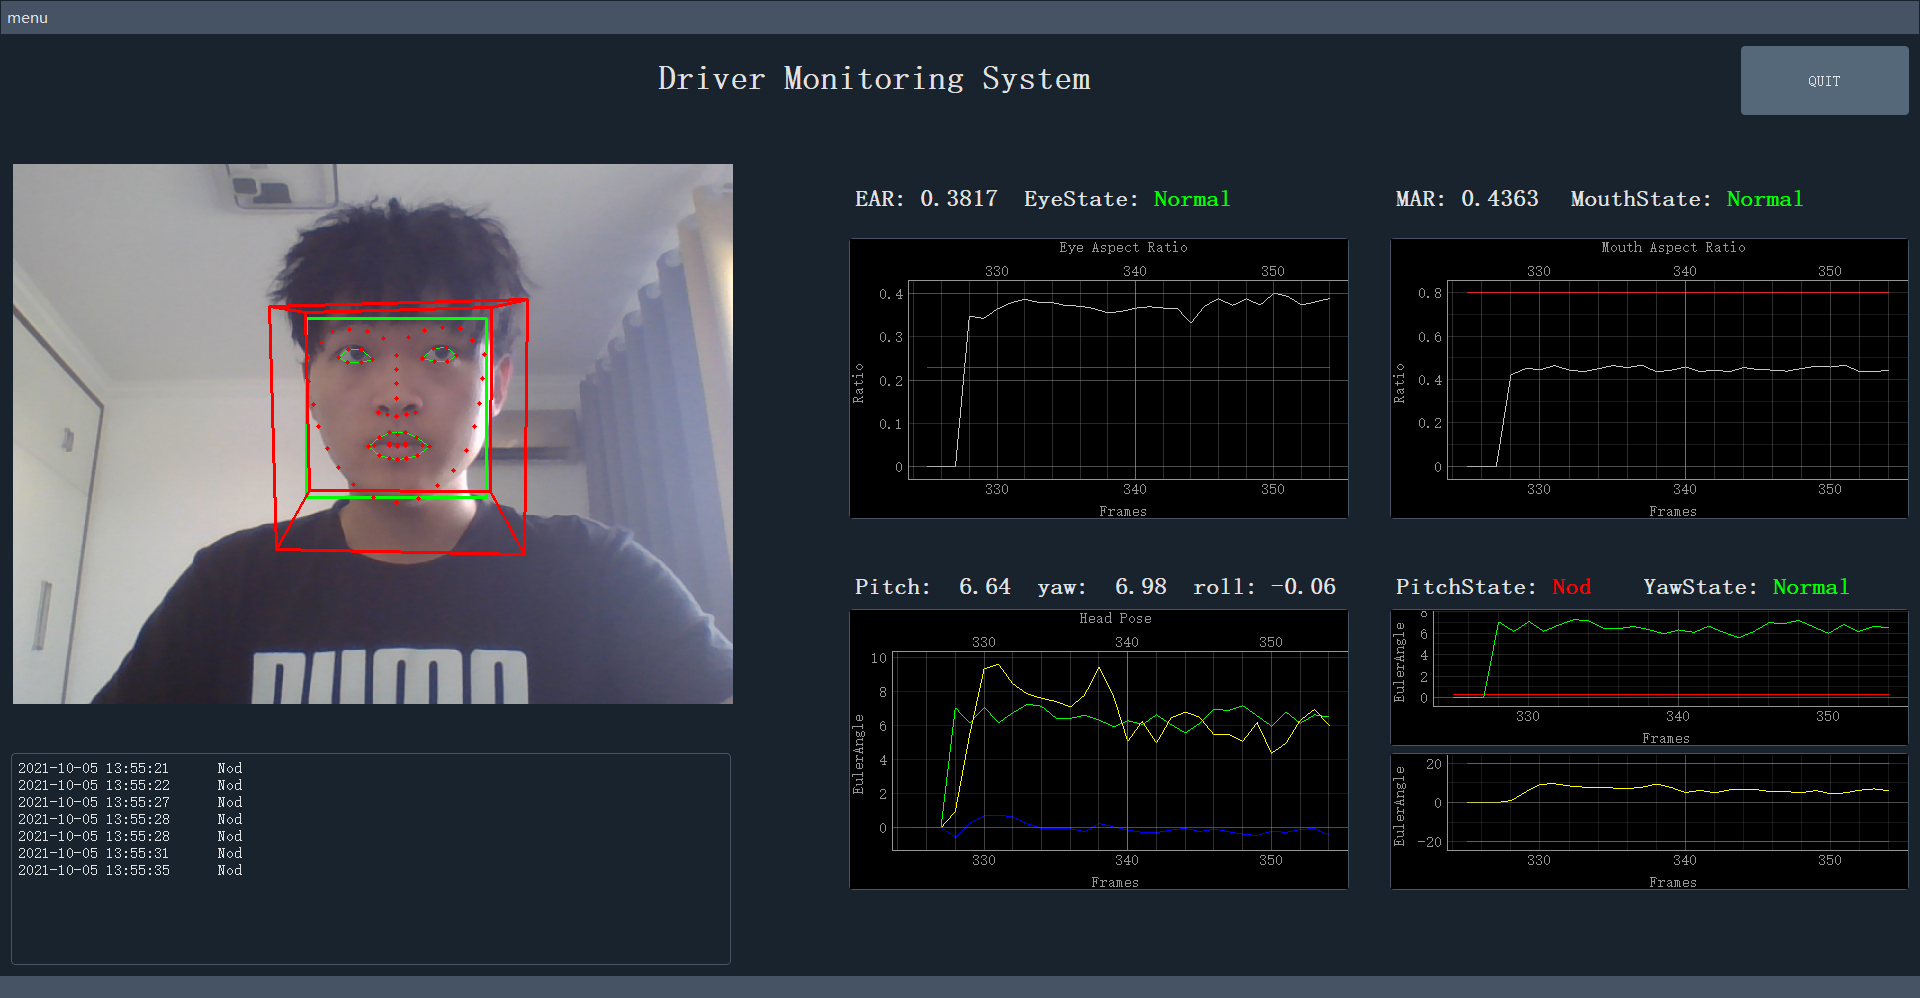 menu
Driver Monitoring System
QUIT
EAR: 0.3817 EyeState: Normal
MAR: 0.4363 MouthState: Normal
Eye Aspect Ratio
330 340 350
0.4
0.3
0.2
0.1
0
Ratio
330 340 350
Frames
Mouth Aspect Ratio
330 340 350
0.8
0.6
0.4
0.2
0
Ratio
330 340 350
Frames
PUMA
Pitch: 6.64 yaw: 6.98 roll: -0.06
PitchState: Nod YawState: Normal
Head Pose
330 340 350
10
8
6
4
2
0
EulerAngle
330 340 350
Frames
8
6
4
2
0
EulerAngle
330 340 350
Frames
20
0
-20
EulerAngle
330 340 350
Frames
2021-10-05 13:55:21 Nod
2021-10-05 13:55:22 Nod
2021-10-05 13:55:27 Nod
2021-10-05 13:55:28 Nod
2021-10-05 13:55:28 Nod
2021-10-05 13:55:31 Nod
2021-10-05 13:55:35 Nod